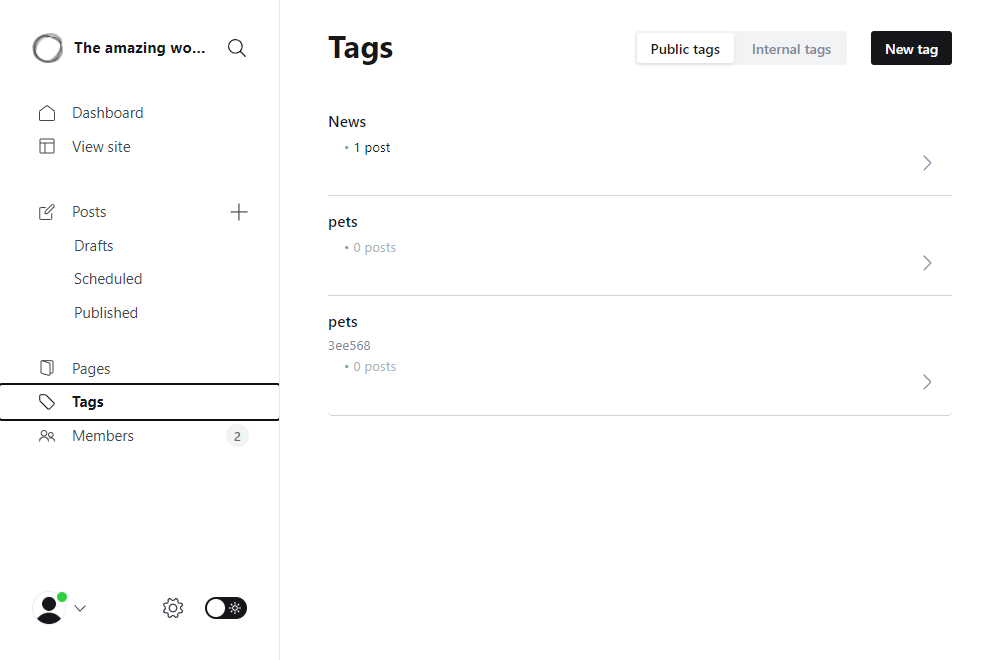 The amazing wo...
Dashboard
View site
Posts
Drafts
Scheduled
Published
Pages
Tags
Members
2
Tags
Public tags
Internal tags
New tag
News
• 1 post
pets
• 0 posts
pets
3ee568
• 0 posts